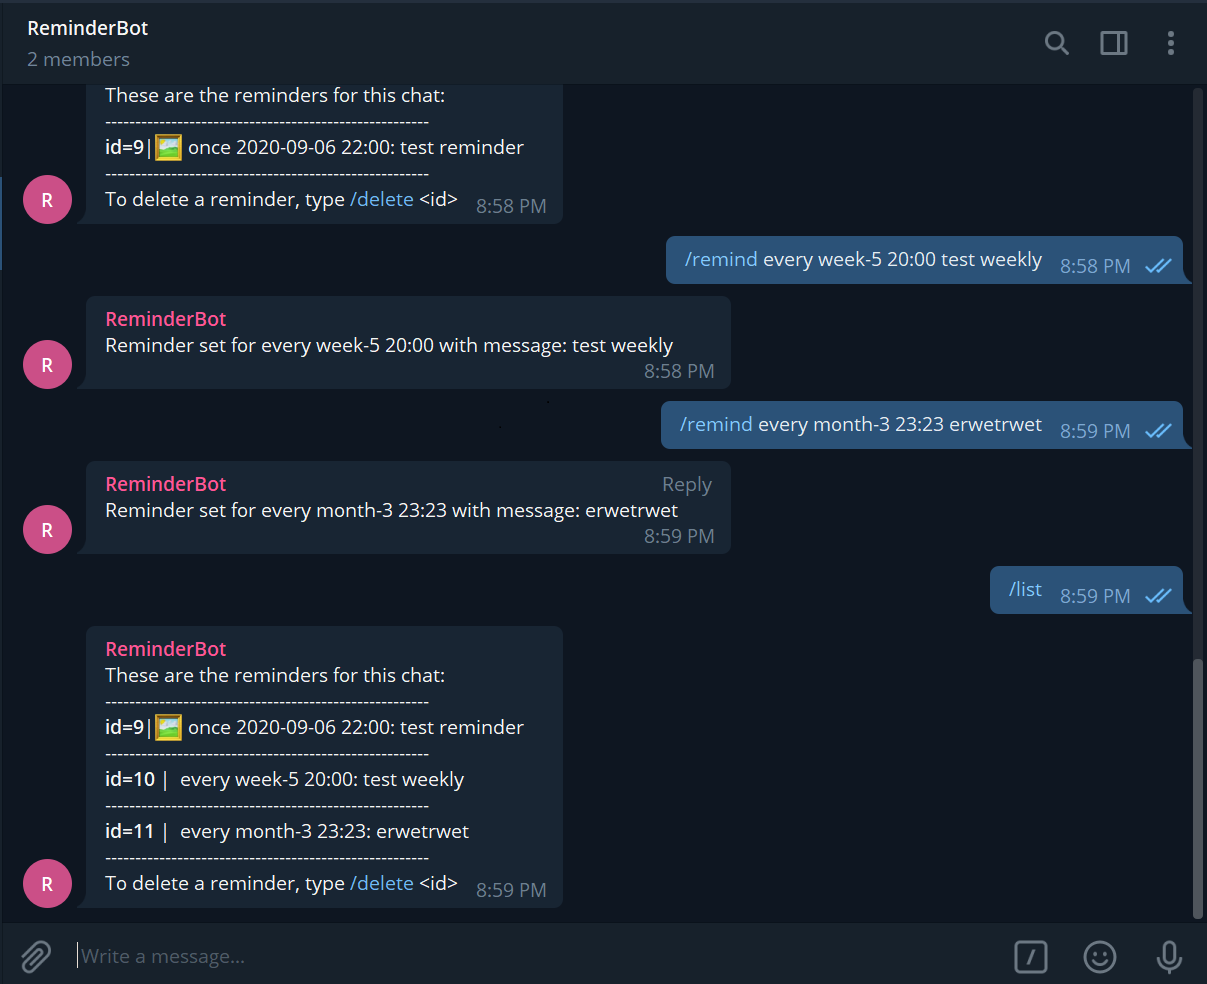 ReminderBot
2 members
These are the reminders for this chat:
------------------------------------------------------
id=9|🖼 once 2020-09-06 22:00: test reminder
------------------------------------------------------
To delete a reminder, type /delete <id> 8:58 PM
R
/remind every week-5 20:00 test weekly 8:58 PM
ReminderBot
Reminder set for every week-5 20:00 with message: test weekly
8:58 PM
R
/remind every month-3 23:23 erwetrwet 8:59 PM
ReminderBot Reply
Reminder set for every month-3 23:23 with message: erwetrwet
8:59 PM
R
/list 8:59 PM
ReminderBot
These are the reminders for this chat:
------------------------------------------------------
id=9|🖼 once 2020-09-06 22:00: test reminder
------------------------------------------------------
id=10 | every week-5 20:00: test weekly
------------------------------------------------------
id=11 | every month-3 23:23: erwetrwet
------------------------------------------------------
To delete a reminder, type /delete <id> 8:59 PM
R
Write a message...